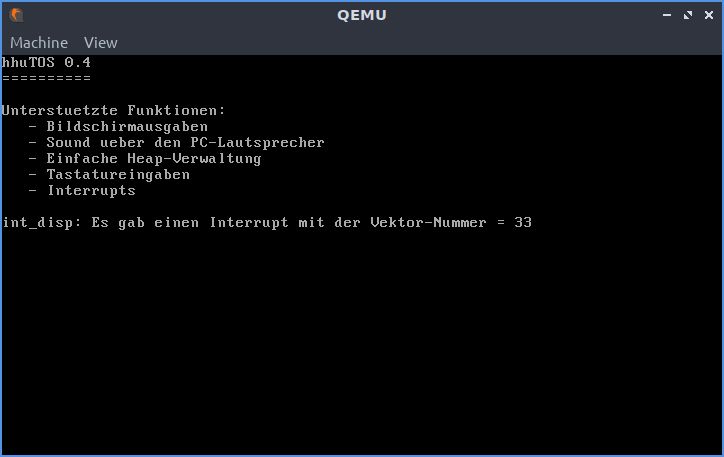 QEMU
Machine View
hhuTOS 0.4
==========
Unterstuetzte Funktionen:
- Bildschirmausgaben
- Sound ueber den PC-Lautsprecher
- Einfache Heap-Verwaltung
- Tastatureingaben
- Interrupts
int_disp: Es gab einen Interrupt mit der Vektor-Nummer = 33